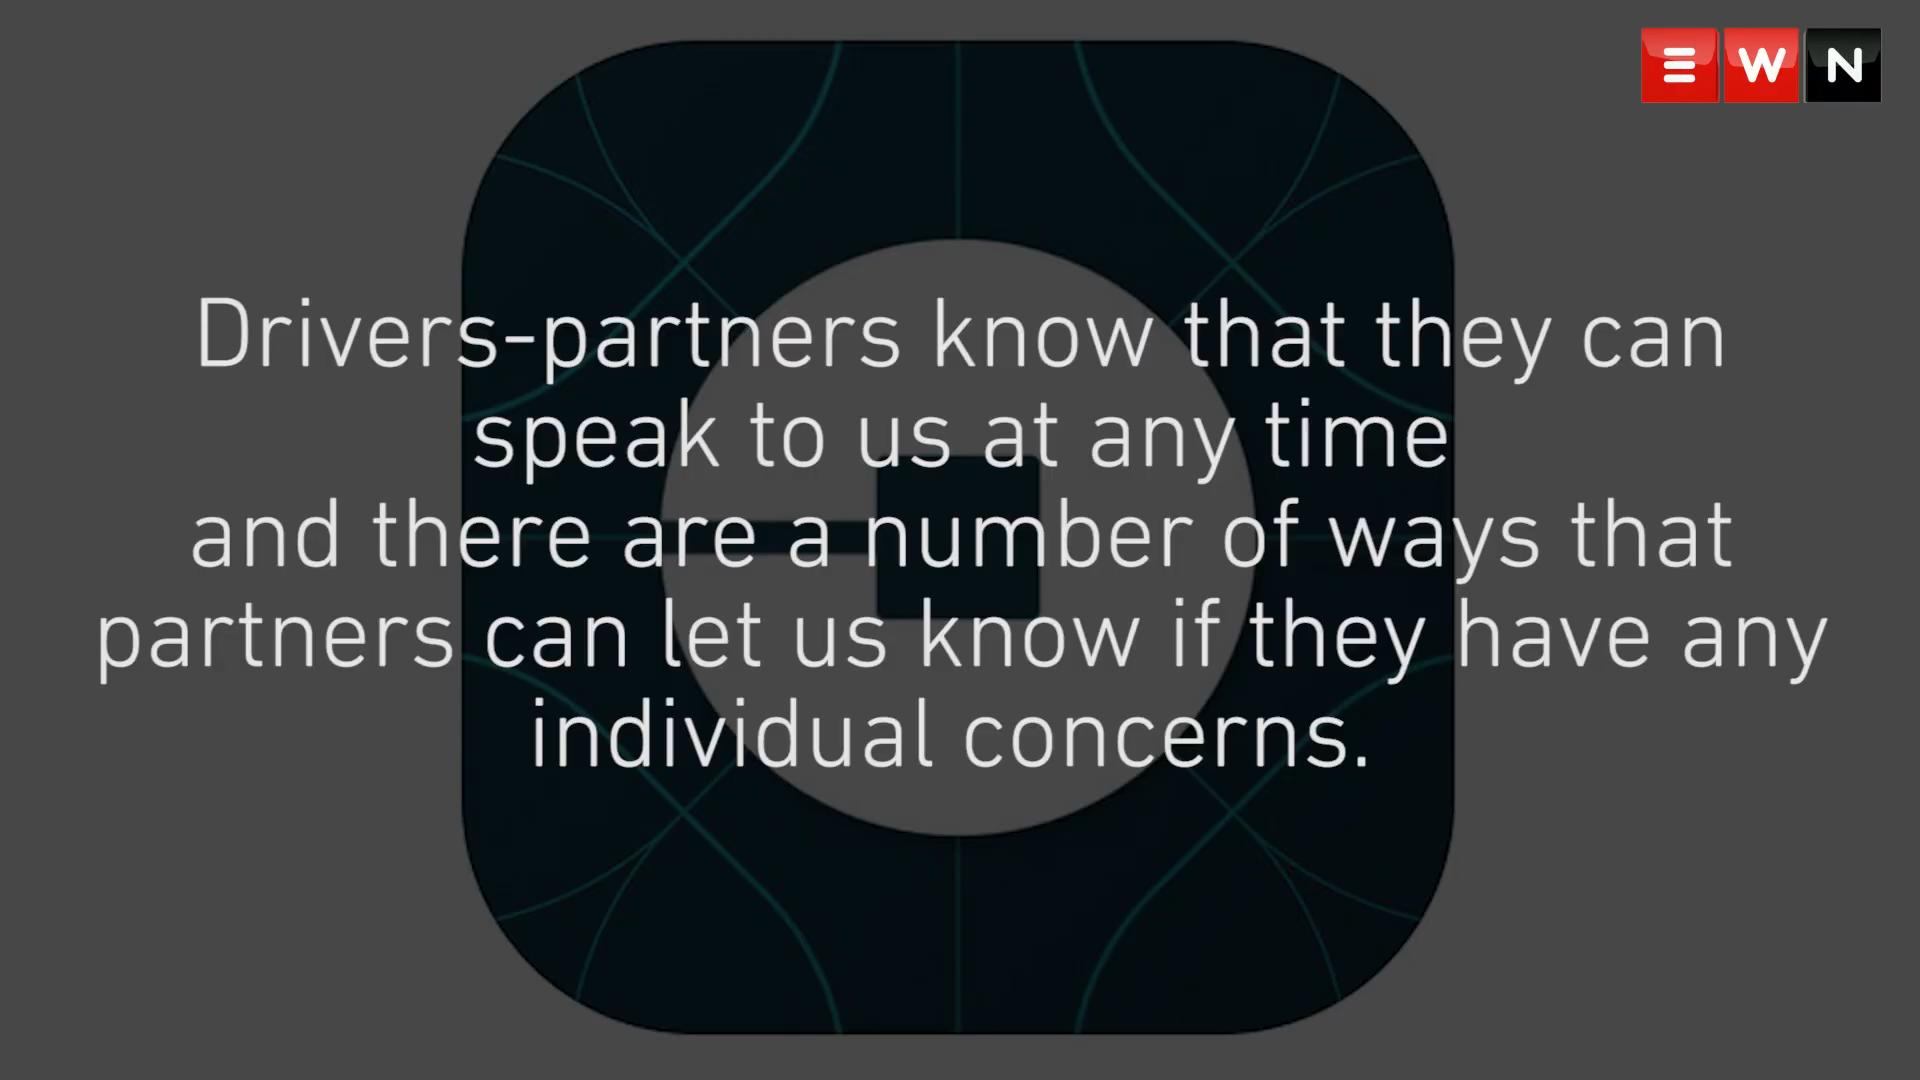 EWN
Drivers-partners know that they can
speak to us at any time
and there are a number of ways that
partners can let us know if they have any
individual concerns.